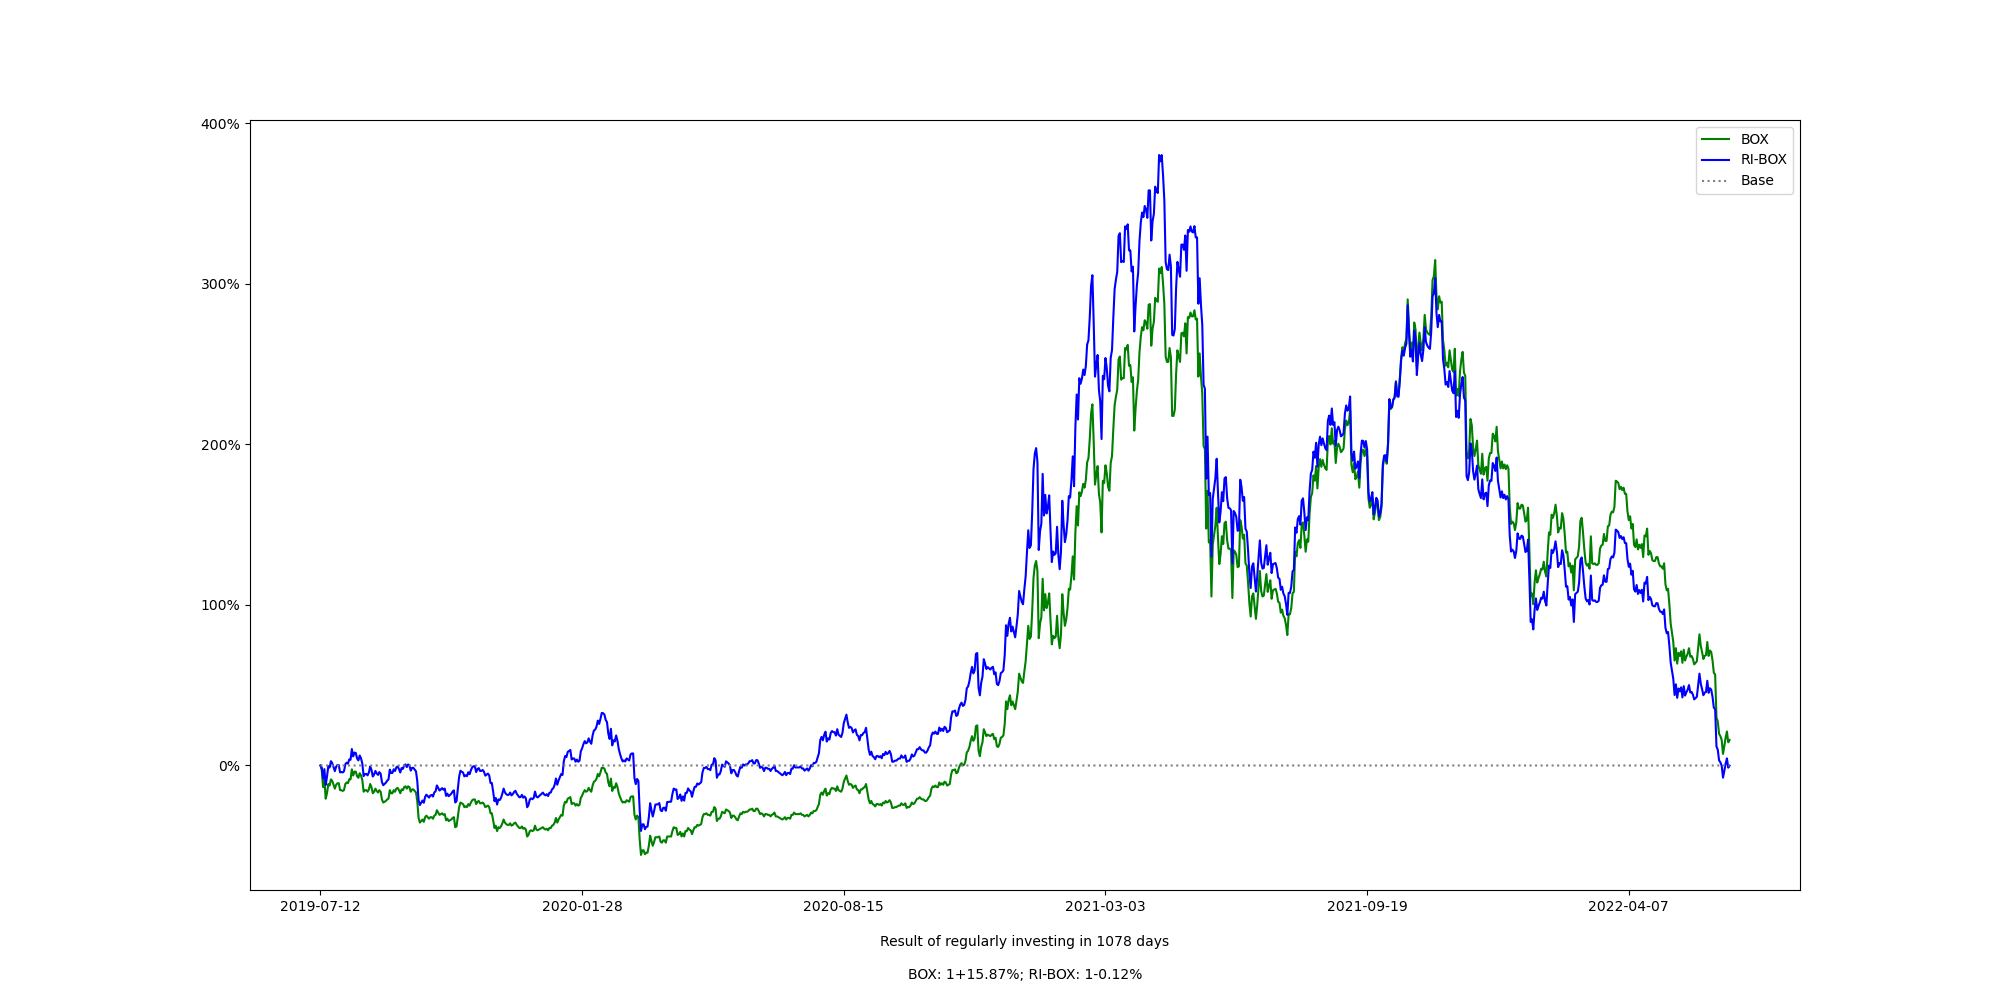 400%
300%
200%
100%
0%
BOX
RI-BOX
Base
2019-07-12 2020-01-28 2020-08-15 2021-03-03 2021-09-19 2022-04-07
Result of regularly investing in 1078 days
BOX: 1+15.87%; RI-BOX: 1-0.12%